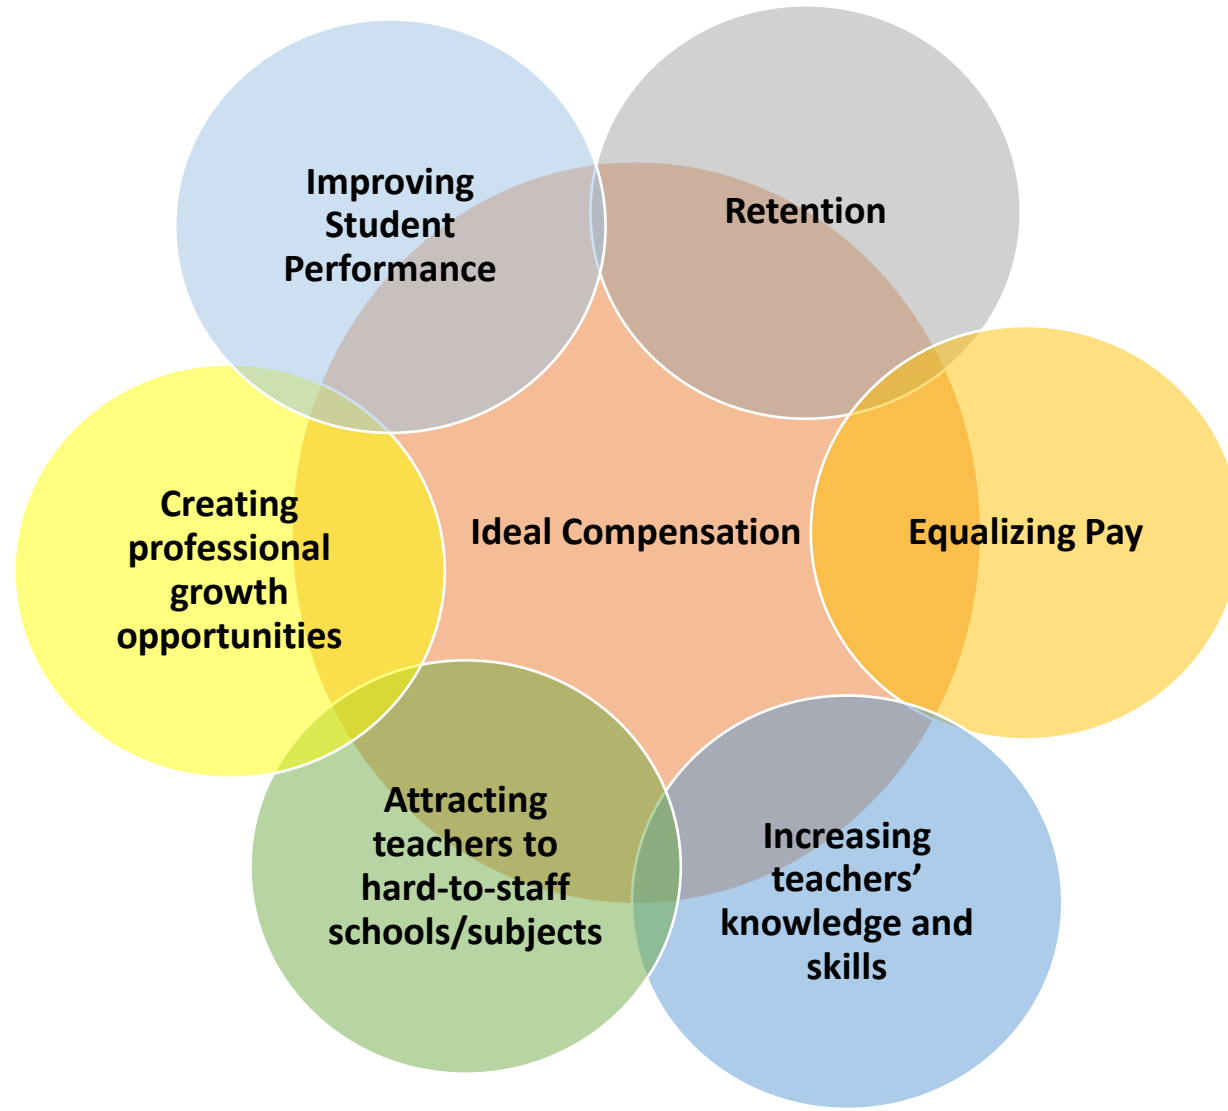 Improving
Student
Performance
Retention
Creating
professional
growth
opportunities
Ideal Compensation
Equalizing Pay
Attracting
teachers to
hard-to-staff
schools/subjects
Increasing
teachers’
knowledge and
skills